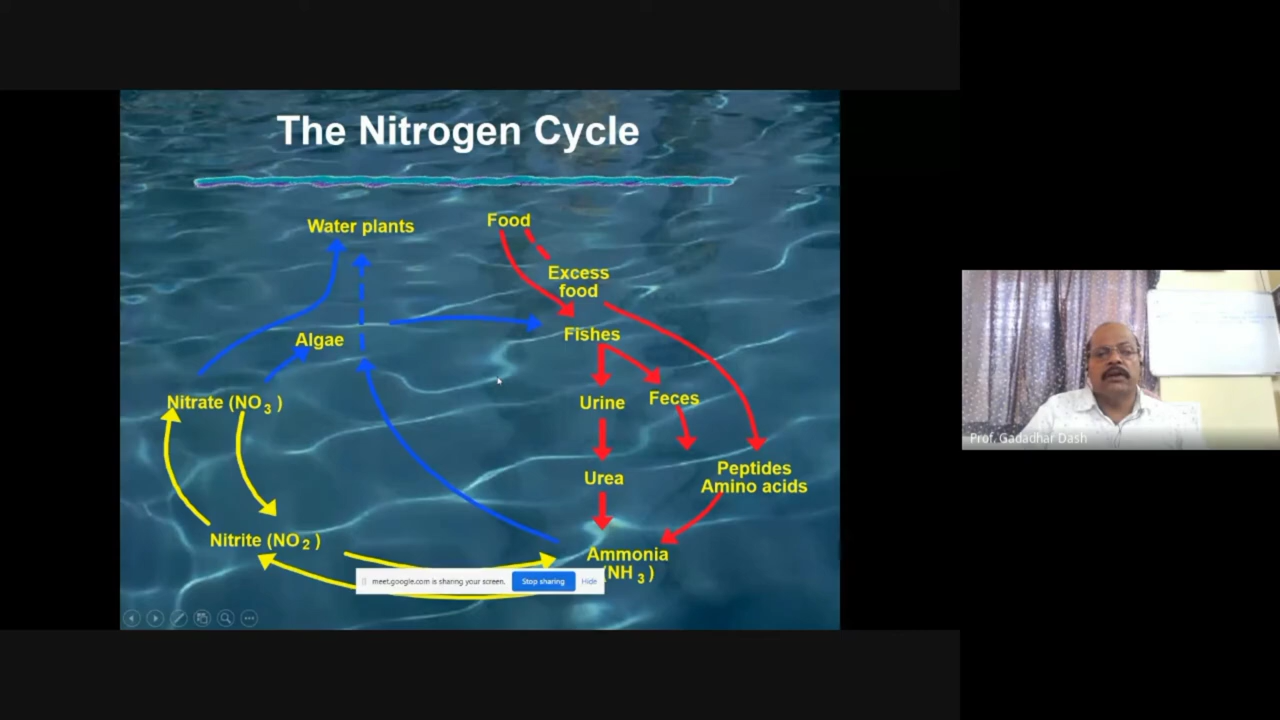 The Nitrogen Cycle
Water plants
Food
Excess
food
Algae
Fishes
Nitrate (NO3)
Urine
Feces
Urea
Peptides
Amino acids
Nitrite (NO2)
Ammonia
(NH3)
meet.google.com is sharing your screen.
Stop sharing
Hide
Prof. Gadadhar Dash